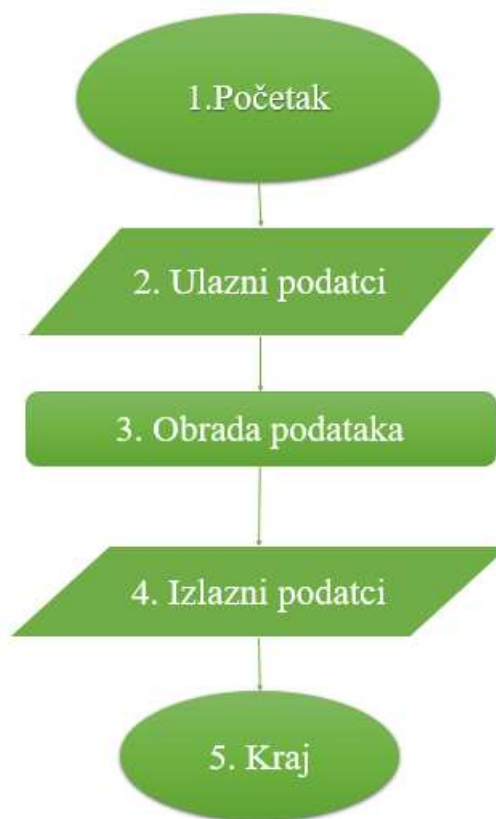 1.Početak
2. Ulazni podatci
3. Obrada podataka
4. Izlazni podatci
5. Kraj